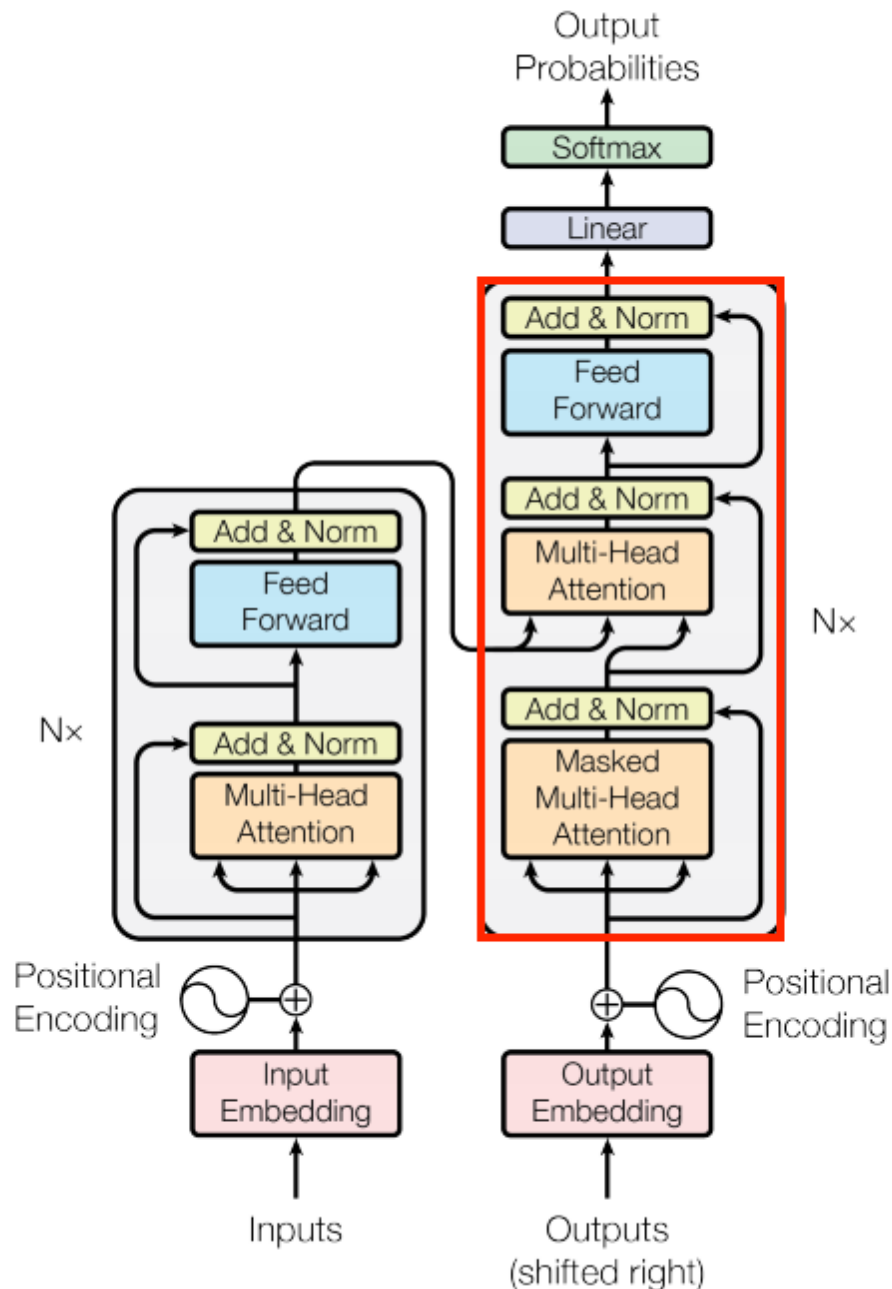 Output
Probabilities
Softmax
Linear
Add & Norm
Feed
Forward
Add & Norm
Multi-Head
Attention
Add & Norm
Masked
Multi-Head
Attention
N×
Add & Norm
Feed
Forward
Add & Norm
Multi-Head
Attention
N×
Positional
Encoding
Positional
Encoding
Input
Embedding
Output
Embedding
Inputs
Outputs
(shifted right)